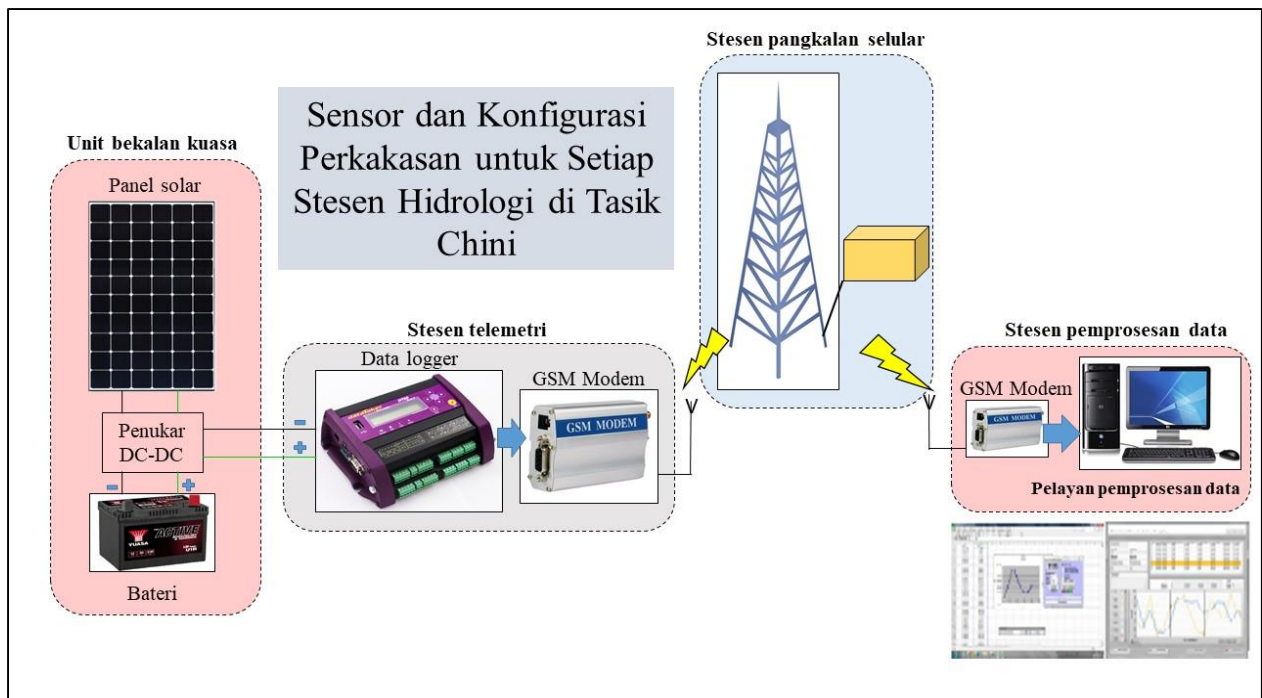 Stesen pangkalan selular
Sensor dan Konfigurasi
Perkakasan untuk Setiap
Stesen Hidrologi di Tasik
Chini
Unit bekalan kuasa
Panel solar
Penukar
DC-DC
-
+
YUASA
ACTIVE
Bateri
Stesen telemetri
Data logger
-
+
GSM Modem
GSM MODEM
Stesen pemprosesan data
GSM Modem
GSM MODEM
Pelayan pemprosesan data